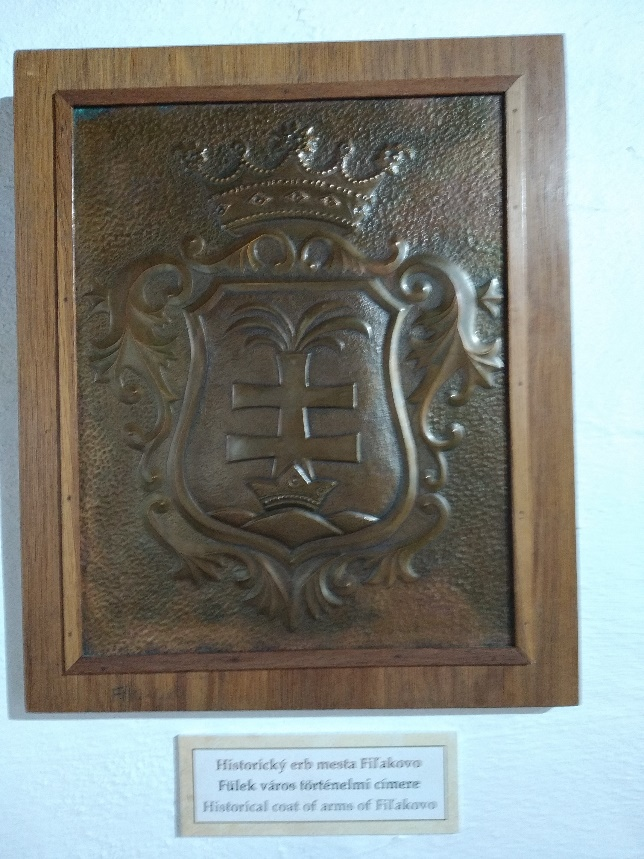 Historický erb mesta Fiľakovo
Fülek város történelmi címere
Historical coat of arms of Fiľakovo